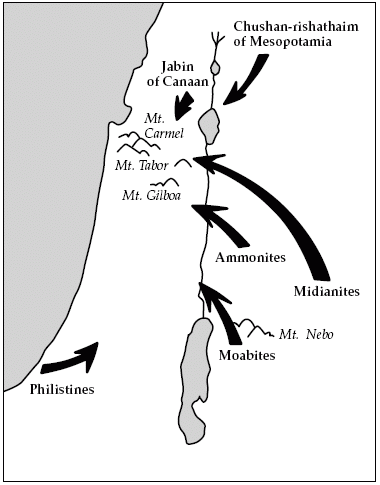 Chushan-rishathaim
of Mesopotamia
Jabin
of Canaan
Mt.
Carmel
Mt. Tabor
Mt. Gilboa
Ammonites
Midianites
Mt. Nebo
Moabites
Philistines